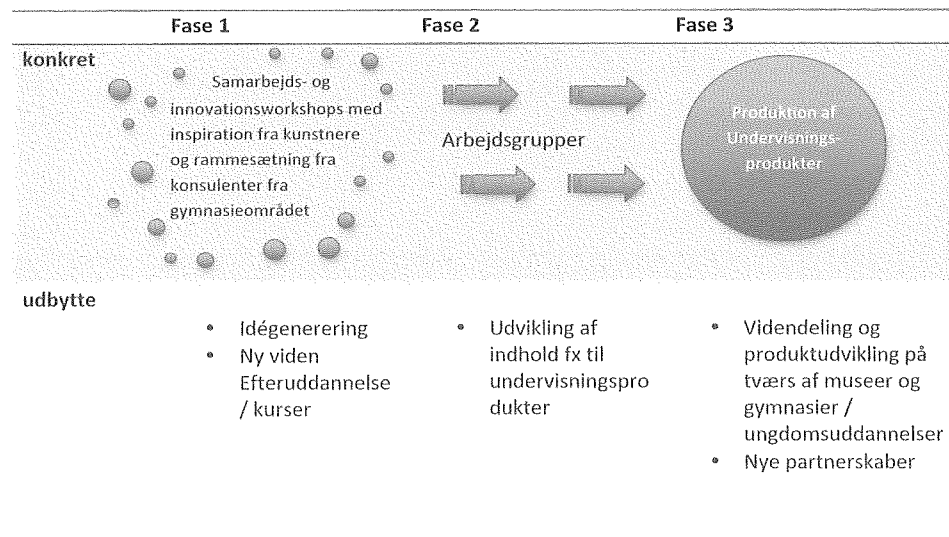 Fase 1 Fase 2 Fase 3
konkret
Samarbejds- og
innovationsworkshops med
inspiration fra kunstnere
og rammesætning fra
konsulenter fra
gymnasieområdet
Arbejdsgrupper
Produktion af
Undervisnings-
produkter
udbytte
• Idégenerering
• Ny viden
Efteruddannelse
/ kurser
• Udvikling af
indhold fx til
undervisningspro
dukter
• Videndeling og
produktudvikling på
tværs af museer og
gymnasier /
ungdomsuddannelser
• Nye partnerskaber